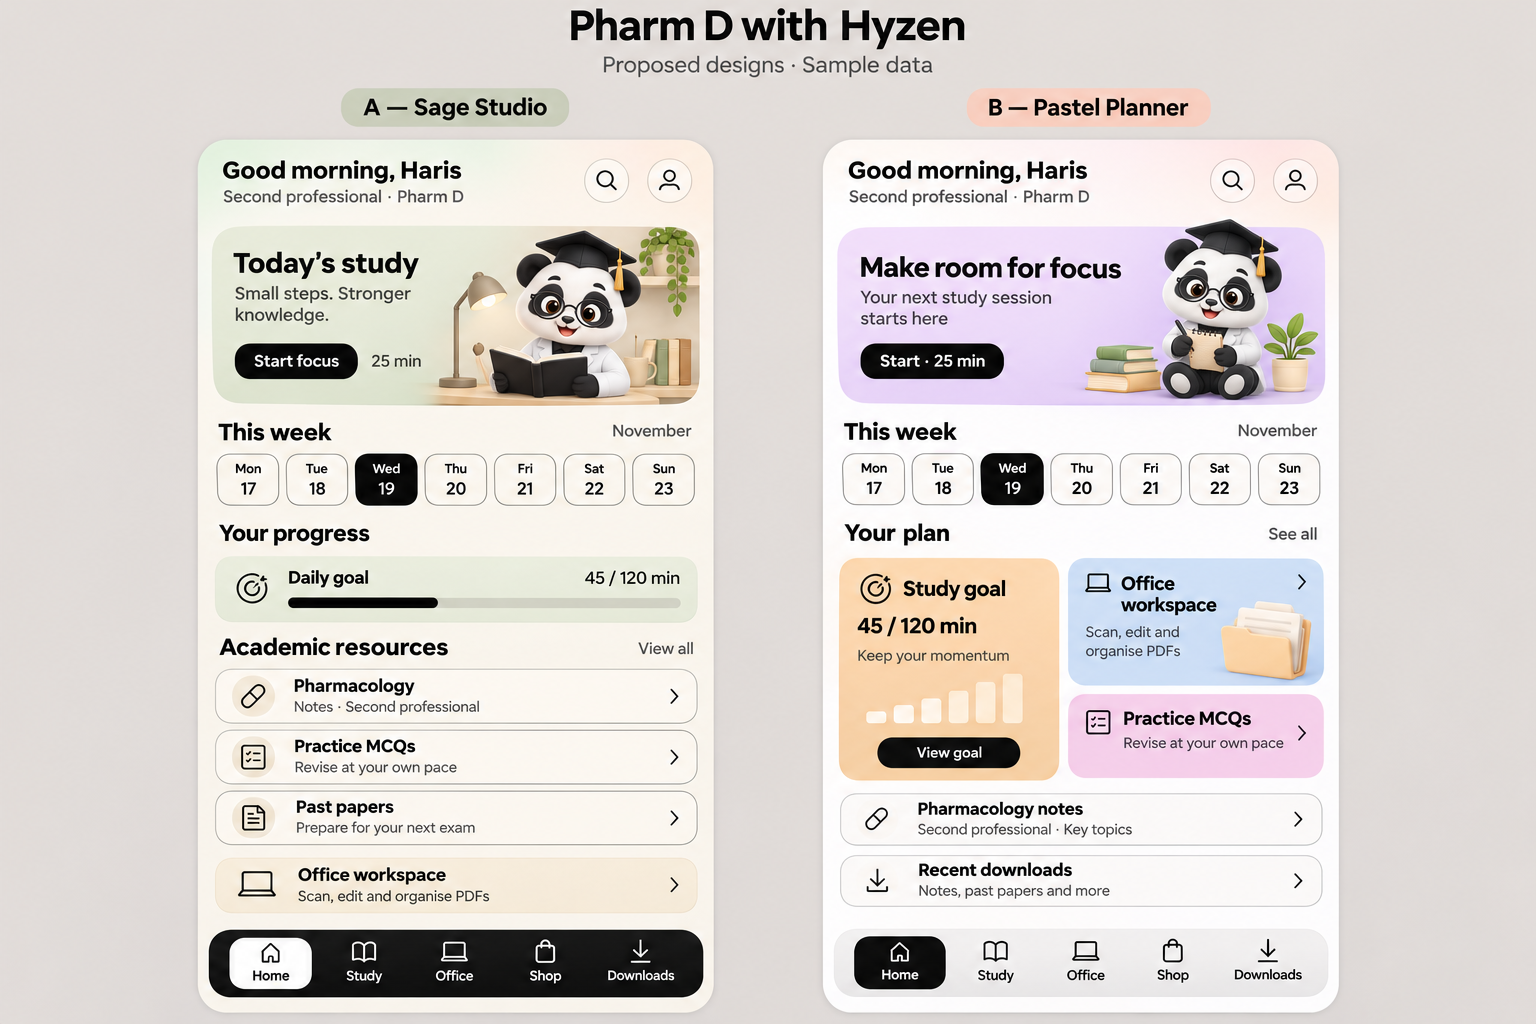 Pharm D with Hyzen
Proposed designs · Sample data
A — Sage Studio
Good morning, Haris
Second professional · Pharm D
Today’s study
Small steps. Stronger
knowledge.
Start focus
25 min
This week
November
Mon
17
Tue
18
Wed
19
Thu
20
Fri
21
Sat
22
Sun
23
Your progress
Daily goal
45 / 120 min
Academic resources
View all
Pharmacology
Notes · Second professional
Practice MCQs
Revise at your own pace
Past papers
Prepare for your next exam
Office workspace
Scan, edit and organise PDFs
Home
Study
Office
Shop
Downloads
B — Pastel Planner
Good morning, Haris
Second professional · Pharm D
Make room for focus
Your next study session
starts here
Start · 25 min
This week
November
Mon
17
Tue
18
Wed
19
Thu
20
Fri
21
Sat
22
Sun
23
Your plan
See all
Study goal
45 / 120 min
Keep your momentum
View goal
Office
workspace
Scan, edit and
organise PDFs
Practice MCQs
Revise at your own pace
Pharmacology notes
Second professional · Key topics
Recent downloads
Notes, past papers and more
Home
Study
Office
Shop
Downloads